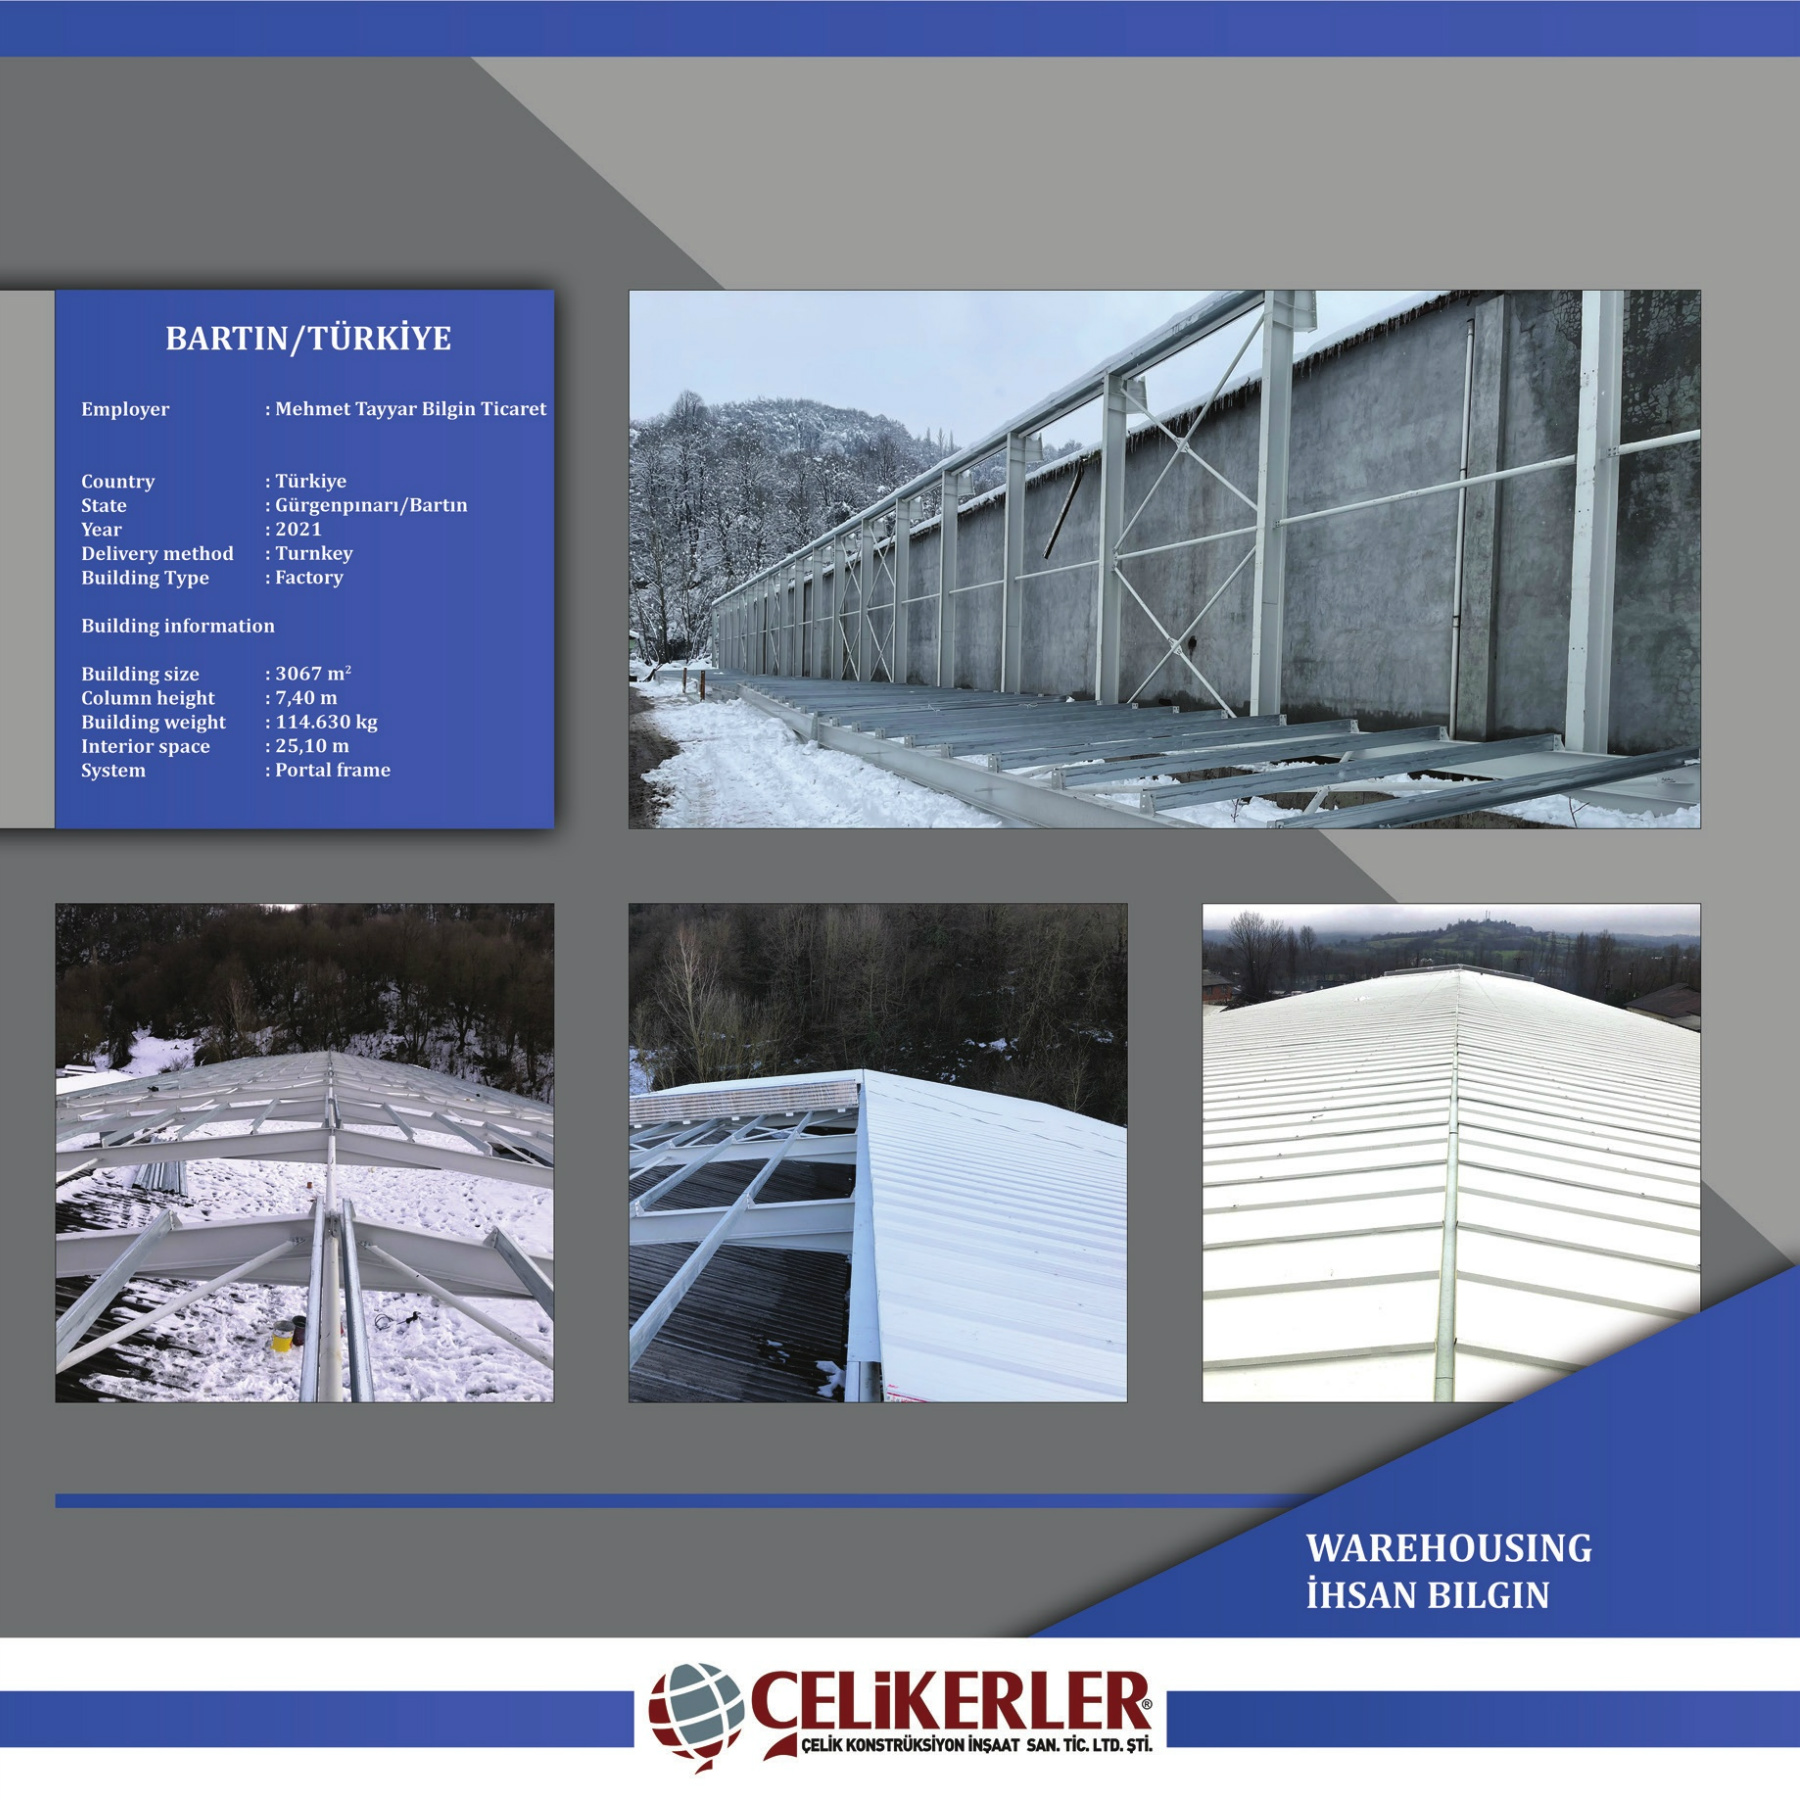 BARTIN/TÜRKİYE
Employer : Mehmet Tayyar Bilgin Ticaret
Country : Türkiye
State : Gürgenpınarı/Bartın
Year : 2021
Delivery method : Turnkey
Building Type : Factory
Building information
Building size : 3067 m²
Column height : 7,40 m
Building weight : 114.630 kg
Interior space : 25,10 m
System : Portal frame
WAREHOUSING
İHSAN BILGIN
ÇELiKERLER®
ÇELİK KONSTRÜKSİYON İNŞAAT SAN. TİC. LTD. ŞTİ.